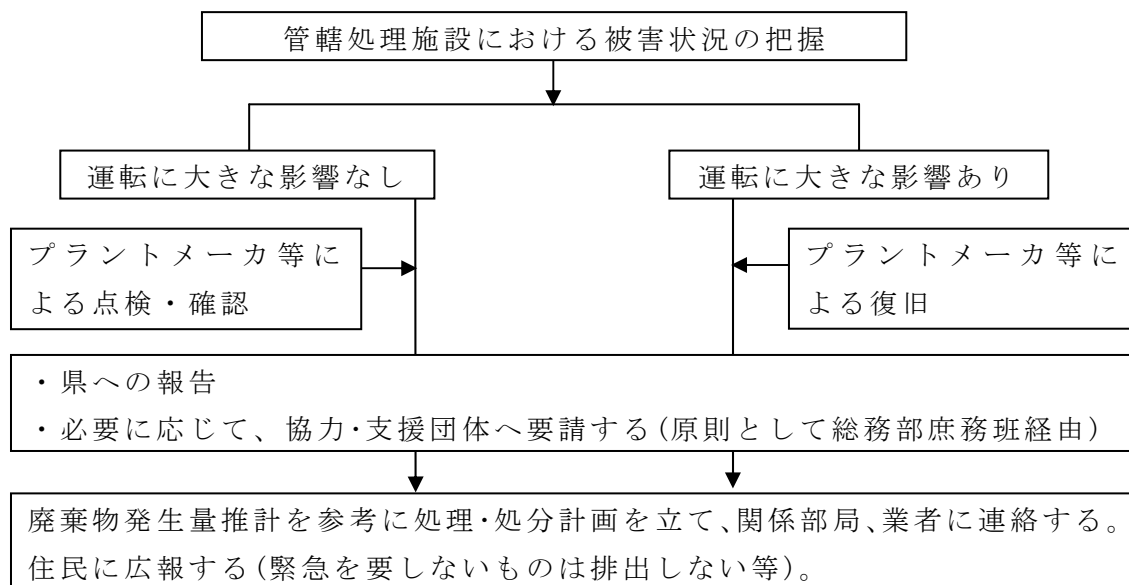 管轄処理施設における被害状況の把握
運転に大きな影響なし
運転に大きな影響あり
プラントメーカ等に
よる点検・確認
プラントメーカ等に
よる復旧
・県への報告
・必要に応じて、協力･支援団体へ要請する(原則として総務部庶務班経由)
廃棄物発生量推計を参考に処理･処分計画を立て、関係部局、業者に連絡する。
住民に広報する(緊急を要しないものは排出しない等)。